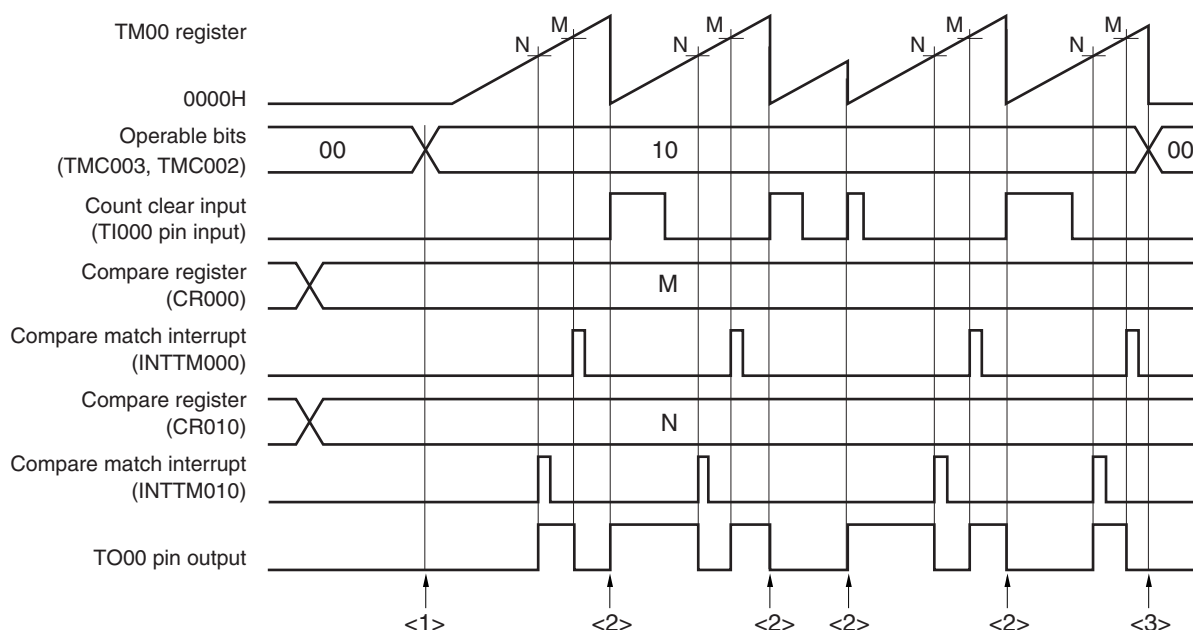 TM00 register
N M N M N M N M
0000H
Operable bits
(TMC003, TMC002)
00 10 00
Count clear input
(TI000 pin input)
Compare register
(CR000)
M
Compare match interrupt
(INTTM000)
Compare register
(CR010)
N
Compare match interrupt
(INTTM010)
TO00 pin output
<1> <2> <2> <2> <2> <3>